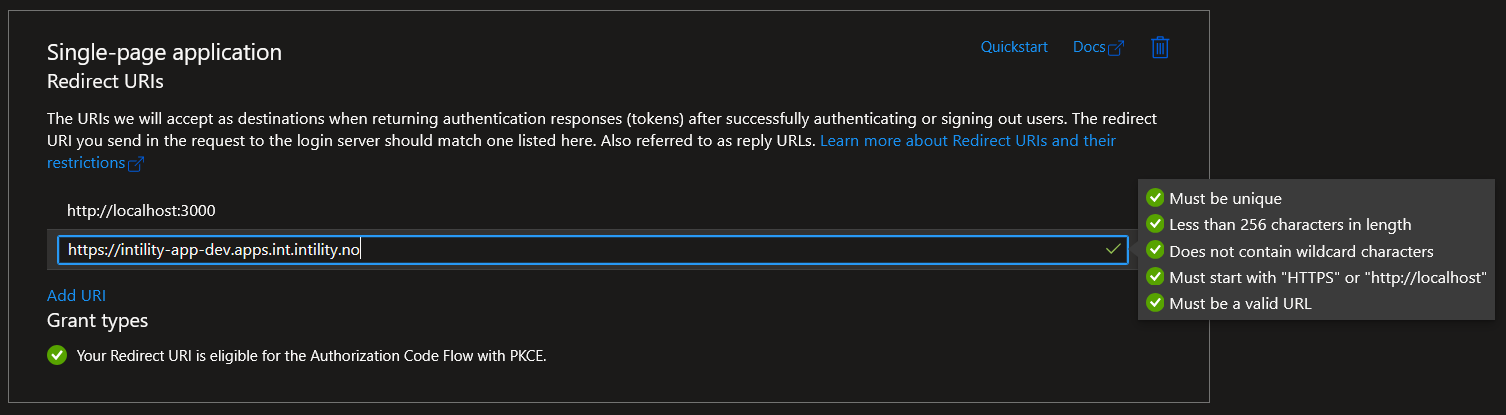 Single-page application
Quickstart
Docs
Redirect URIs
The URIs we will accept as destinations when returning authentication responses (tokens) after successfully authenticating or signing out users. The redirect
URI you send in the request to the login server should match one listed here. Also referred to as reply URLs. Learn more about Redirect URIs and their
restrictions
http://localhost:3000
https://intility-app-dev.apps.int.intility.no
Must be unique
Less than 256 characters in length
Does not contain wildcard characters
Must start with "HTTPS" or "http://localhost"
Must be a valid URL
Add URI
Grant types
Your Redirect URI is eligible for the Authorization Code Flow with PKCE.